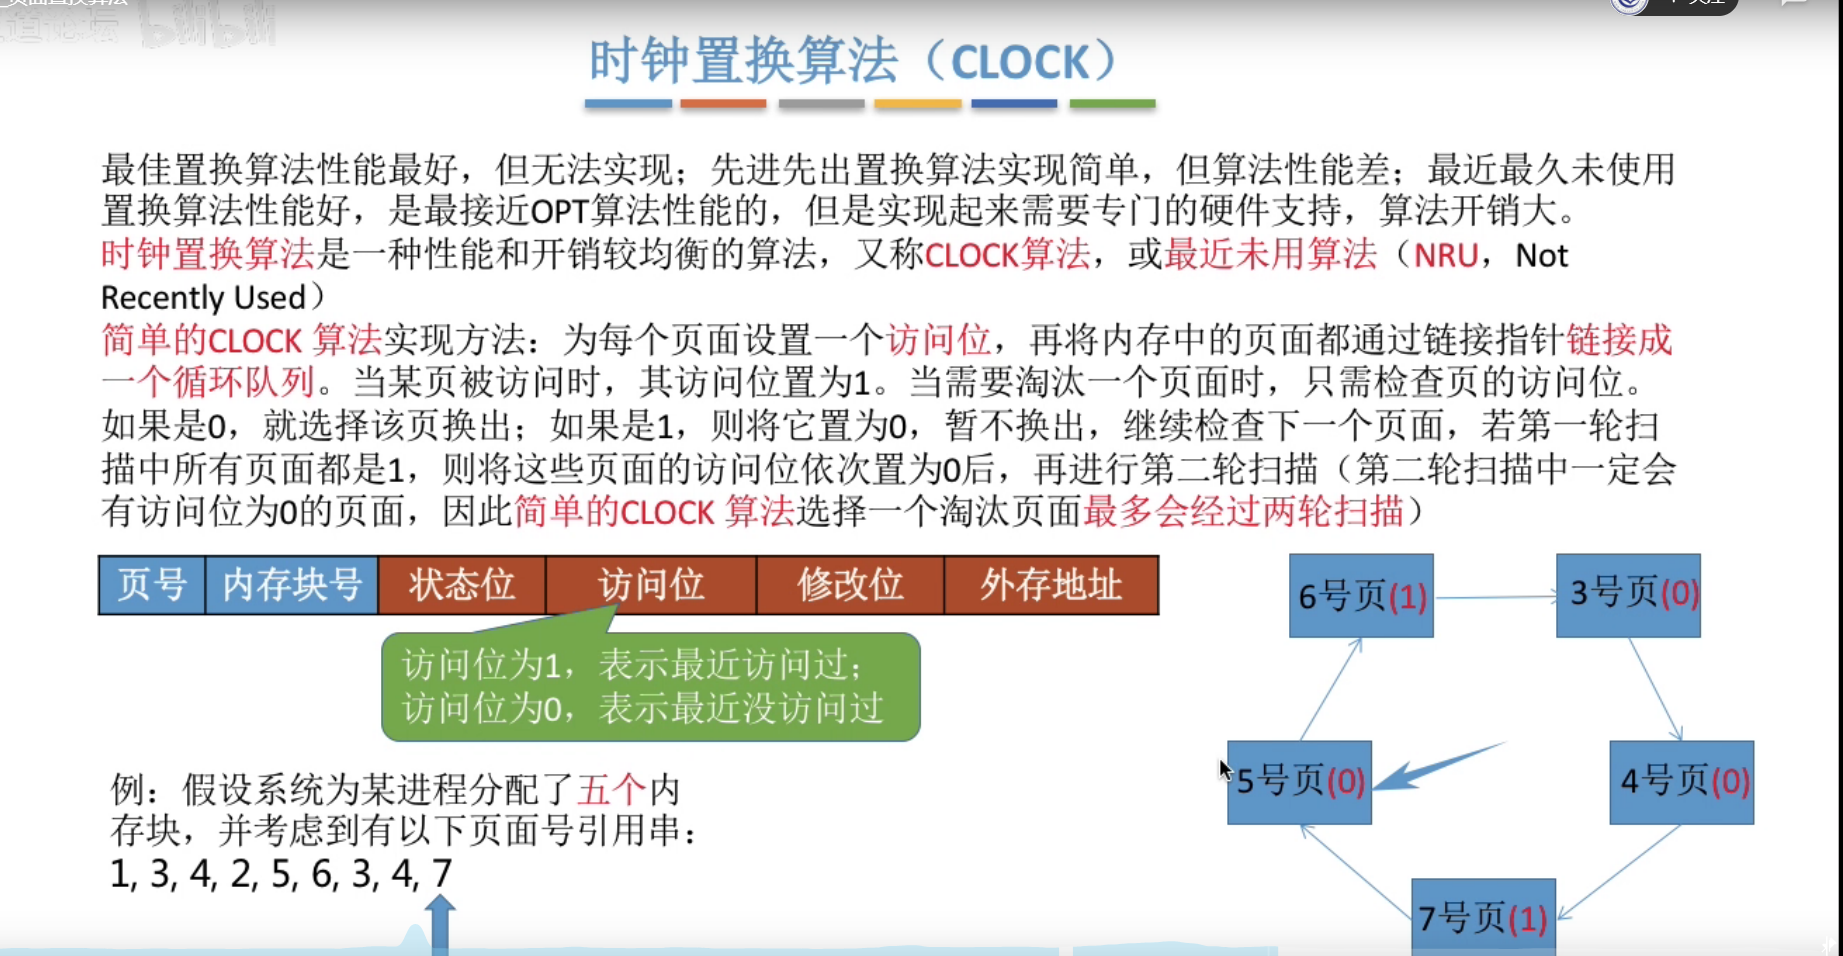 时钟置换算法（CLOCK）
最佳置换算法性能最好，但无法实现；先进先出置换算法实现简单，但算法性能差；最近最久未使用
置换算法性能好，是最接近OPT算法性能的，但是实现起来需要专门的硬件支持，算法开销大。
时钟置换算法是一种性能和开销较均衡的算法，又称CLOCK算法，或最近未用算法（NRU，Not
Recently Used）
简单的CLOCK 算法实现方法：为每个页面设置一个访问位，再将内存中的页面都通过链接指针链接成
一个循环队列。当某页被访问时，其访问位置为1。当需要淘汰一个页面时，只需检查页的访问位。
如果是0，就选择该页换出；如果是1，则将它置为0，暂不换出，继续检查下一个页面，若第一轮扫
描中所有页面都是1，则将这些页面的访问位依次置为0后，再进行第二轮扫描（第二轮扫描中一定会
有访问位为0的页面，因此简单的CLOCK 算法选择一个淘汰页面最多会经过两轮扫描）
页号 内存块号 状态位 访问位 修改位 外存地址
访问位为1，表示最近访问过；
访问位为0，表示最近没访问过
例：假设系统为某进程分配了五个内
存块，并考虑到有以下页面号引用串：
1, 3, 4, 2, 5, 6, 3, 4, 7
6号页(1)
3号页(0)
5号页(0)
4号页(0)
7号页(1)
bilibili